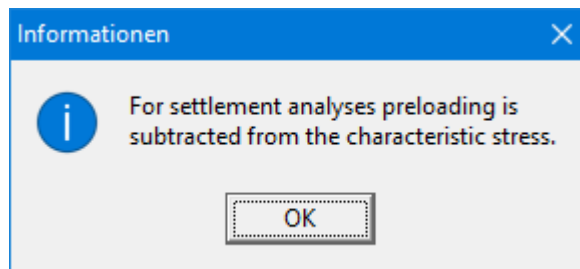 Informationen
For settlement analyses preloading is
subtracted from the characteristic stress.
OK